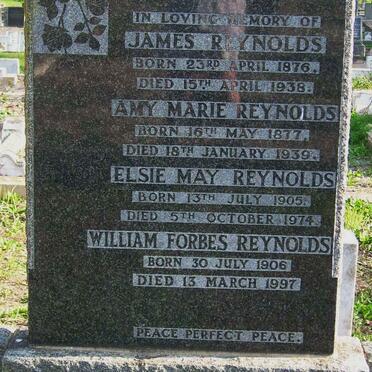 IN LOVING MEMORY OF
JAMES REYNOLDS
BORN 23RD APRIL 1876.
DIED 15TH APRIL 1938.
AMY MARIE REYNOLDS
BORN 16TH MAY 1877.
DIED 18TH JANUARY 1939.
ELSIE MAY REYNOLDS
BORN 13TH JULY 1905.
DIED 5TH OCTOBER 1974.
WILLIAM FORBES REYNOLDS
BORN 30 JULY 1906
DIED 13 MARCH 1997
PEACE PERFECT PEACE.